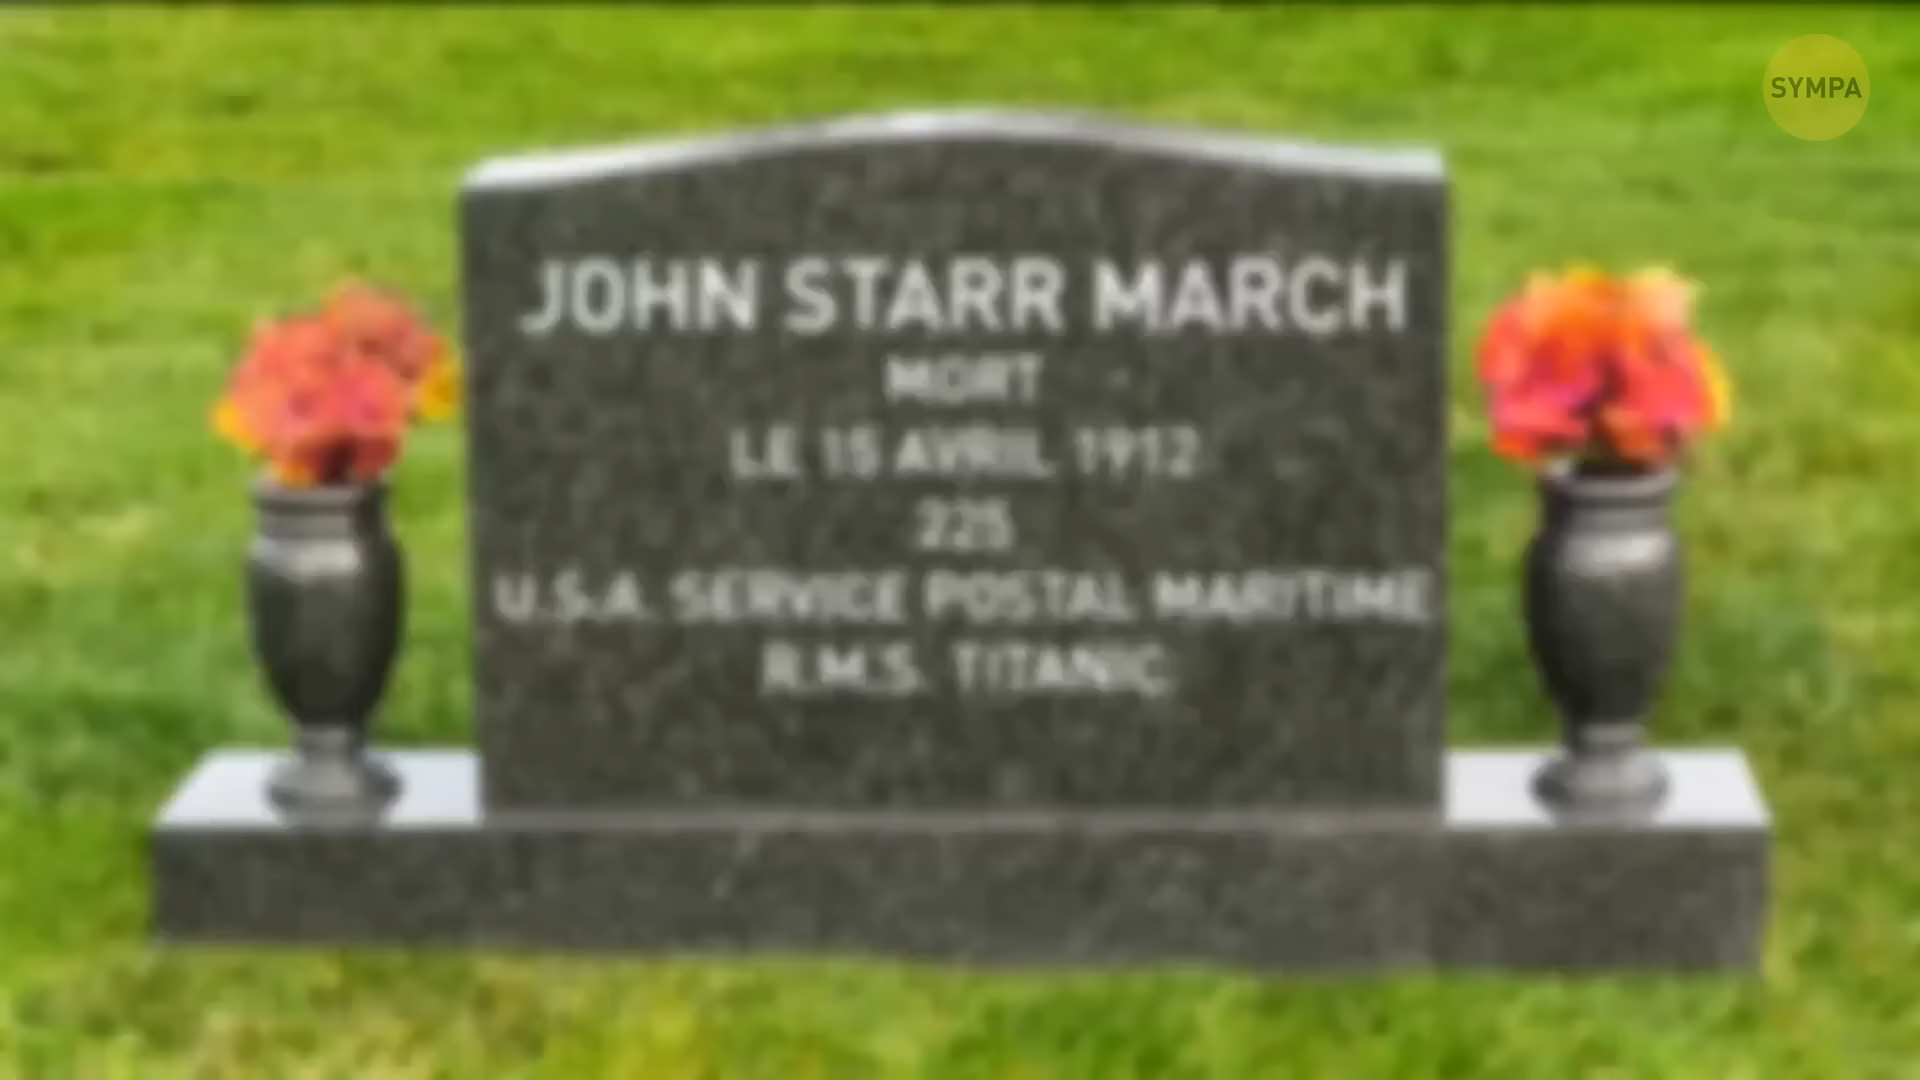 SYMPA
JOHN STARR MARCH
MORT
LE 15 AVRIL 1912
225
U.S.A. SERVICE POSTAL MARITIME
R.M.S. TITANIC